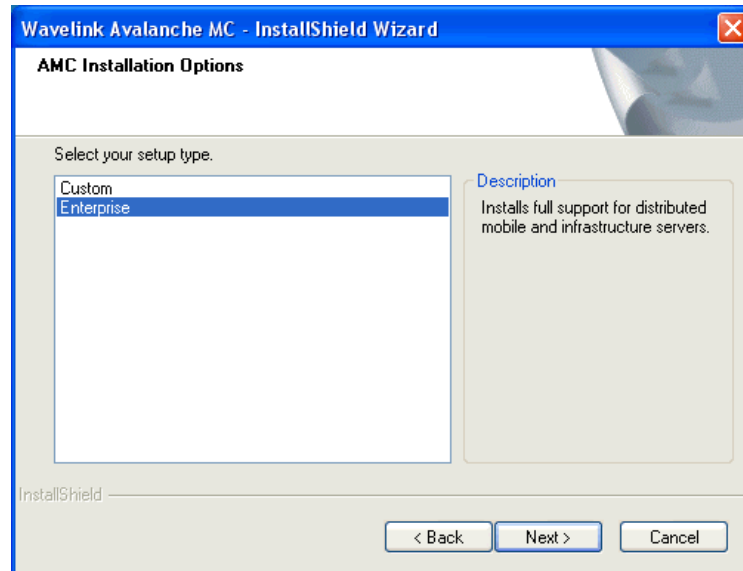 Wavelink Avalanche MC - InstallShield Wizard
AMC Installation Options
Select your setup type.
Custom
Enterprise
Description
Installs full support for distributed
mobile and infrastructure servers.
InstallShield
< Back
Next >
Cancel